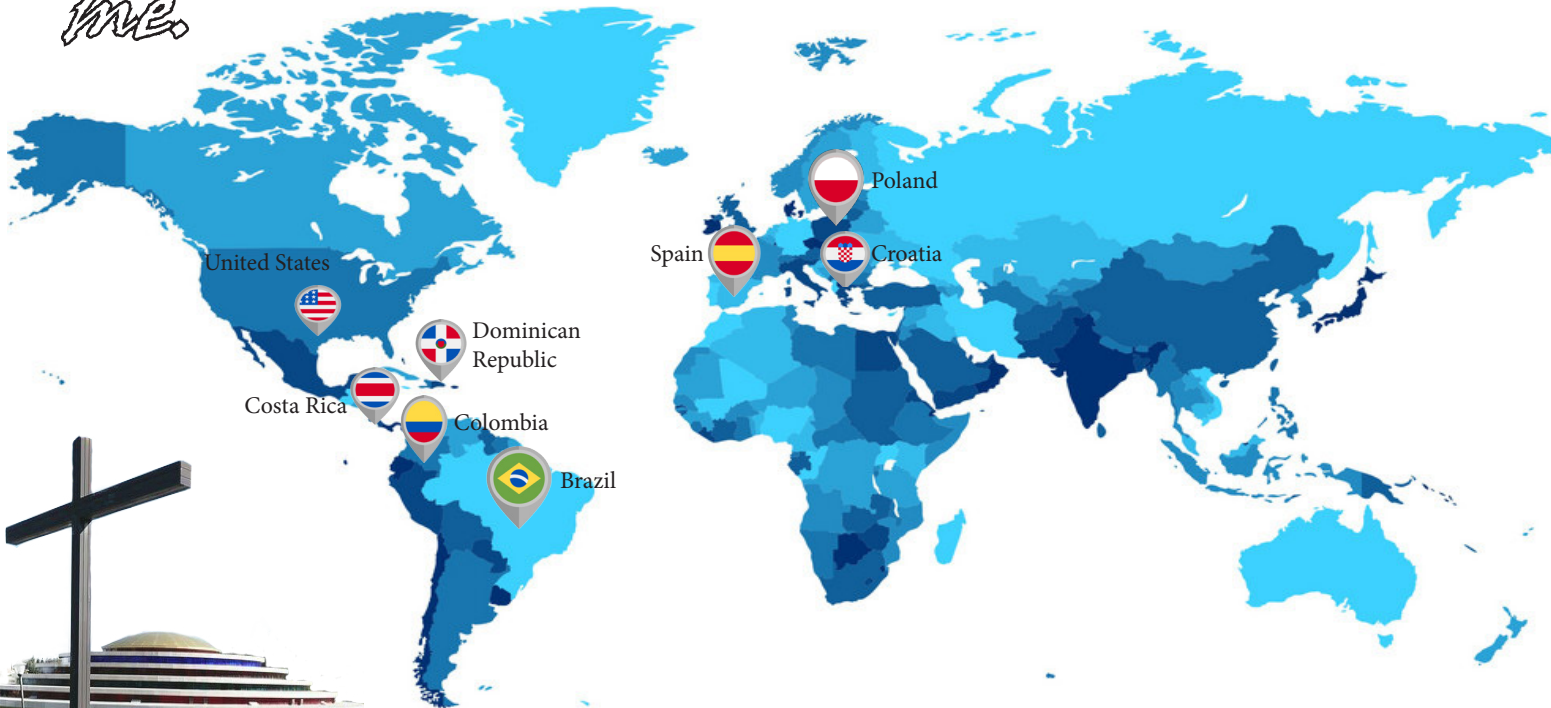 me.
Poland
Spain
Croatia
United States
Dominican
Republic
Costa Rica
Colombia
Brazil